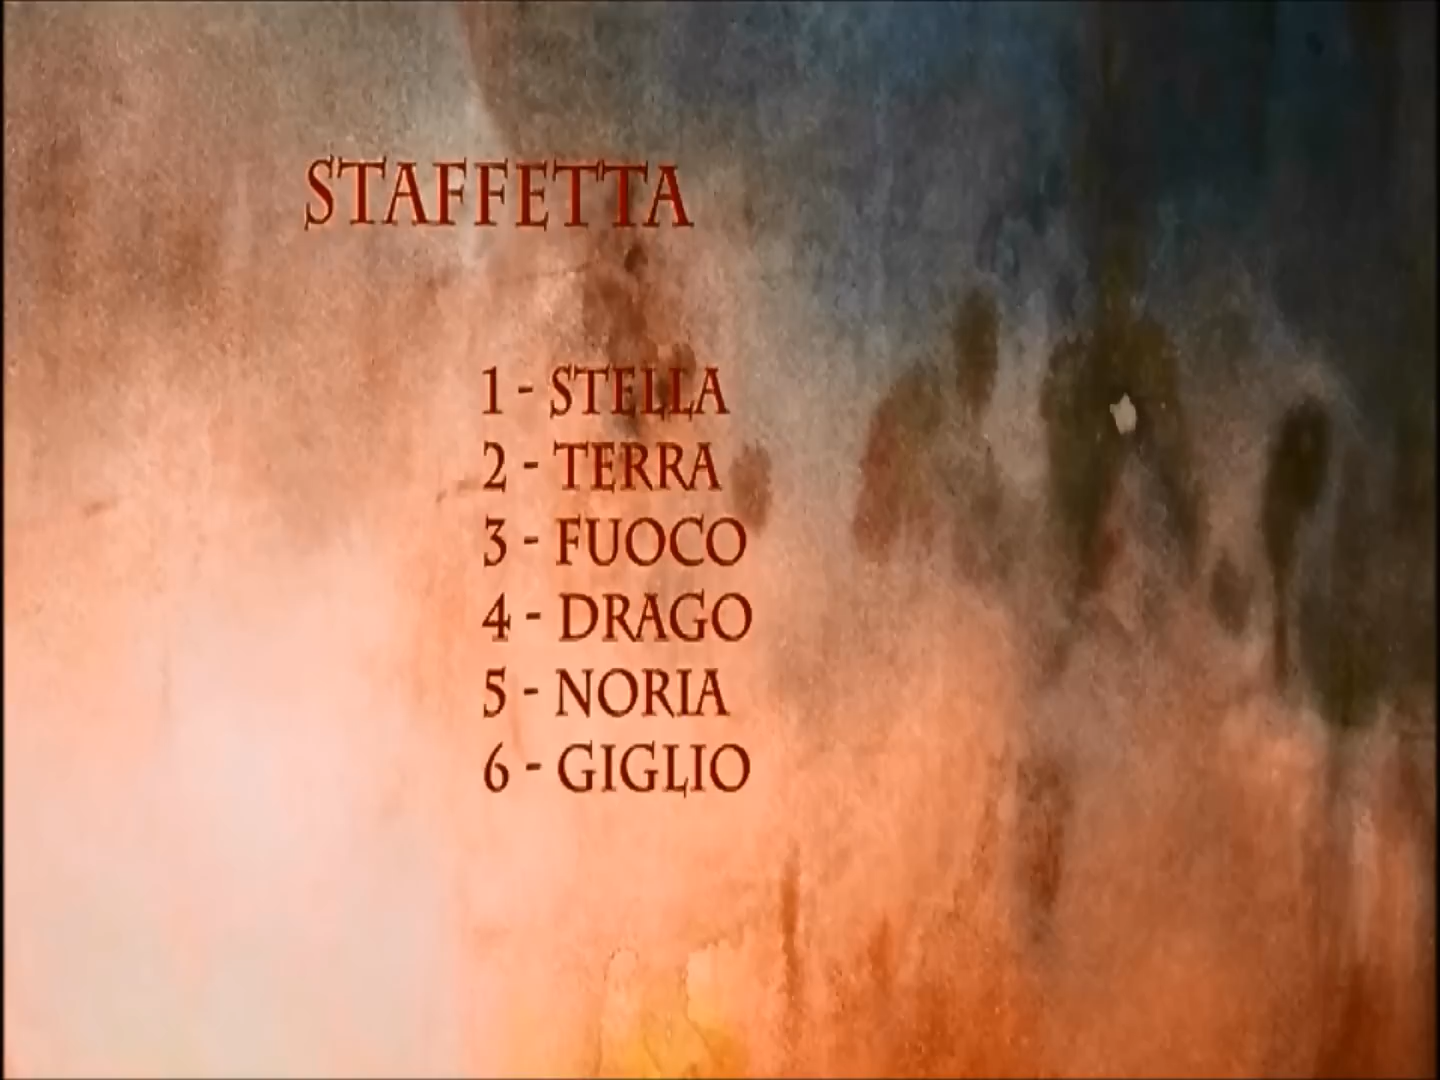 STAFFETTA
1 - STELLA
2 - TERRA
3 - FUOCO
4 - DRAGO
5 - NORIA
6 - GIGLIO